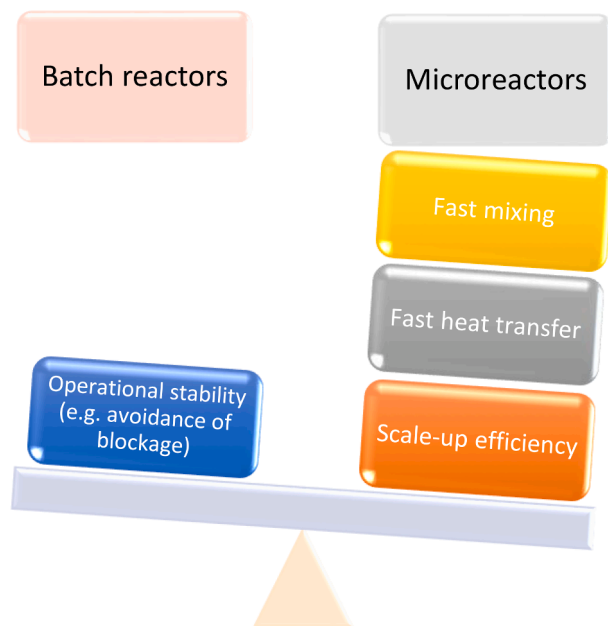 Batch reactors
Microreactors
Fast mixing
Fast heat transfer
Operational stability
(e.g. avoidance of
blockage)
Scale-up efficiency